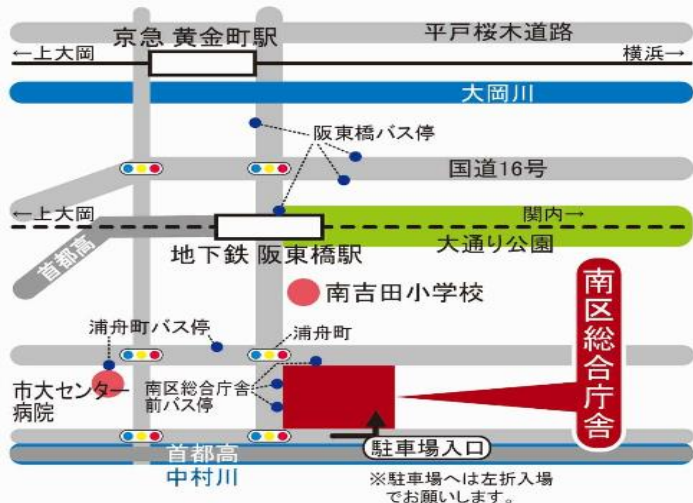 平戸桜木道路
京急 黄金町駅
←上大岡
横浜→
大岡川
阪東橋バス停
国道16号
←上大岡
関内→
首都高
地下鉄 阪東橋駅
大通り公園
南吉田小学校
南区総合庁舎
浦舟町バス停
浦舟町
市大センター
病院
南区総合庁舎
前バス停
首都高
中村川
駐車場入口
※駐車場へは左折入場
でお願いします。